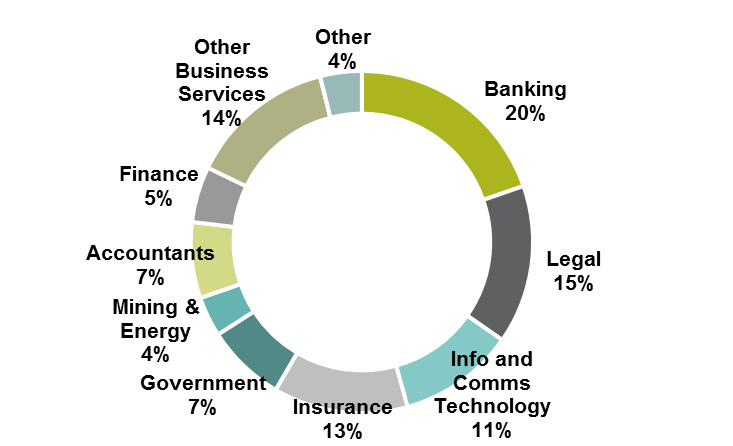 Other
4%
Banking
20%
Legal
15%
Info and
Comms
Technology
11%
Insurance
13%
Government
7%
Mining &
Energy
4%
Accountants
7%
Finance
5%
Other
Business
Services
14%